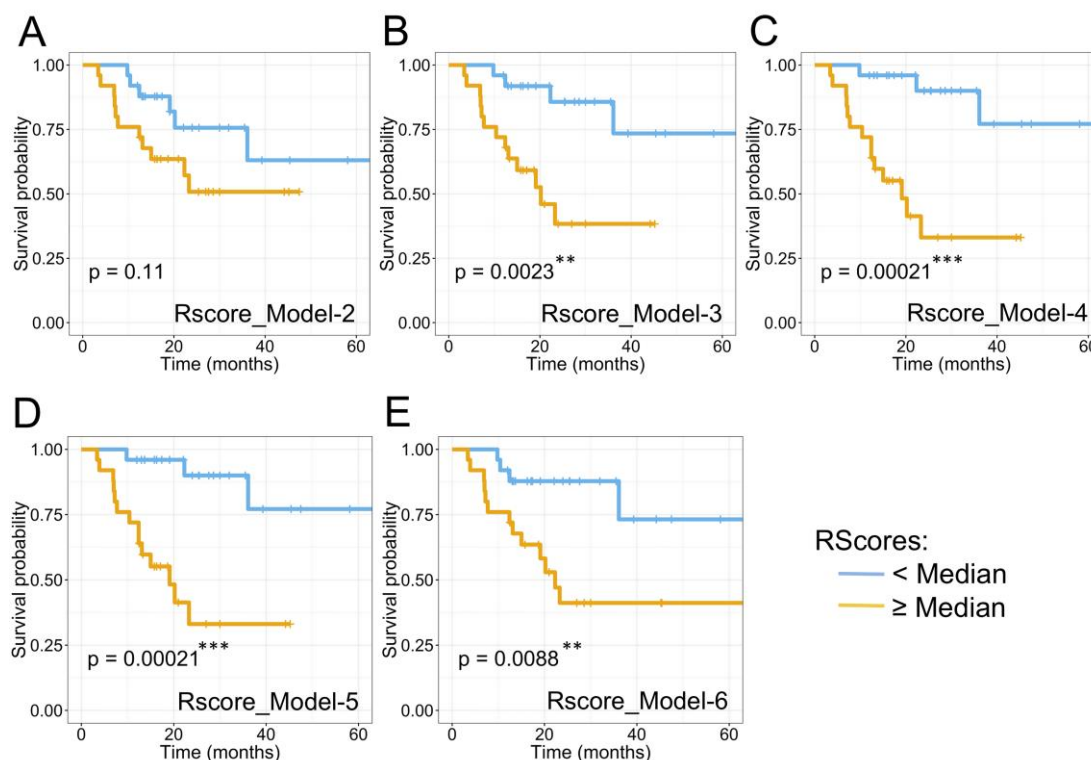 A
Survival probability
1.00
0.75
0.50
0.25
0.00
p = 0.11
Rscore_Model-2
0 20 40 60
Time (months)
B
Survival probability
1.00
0.75
0.50
0.25
0.00
p = 0.0023**
Rscore_Model-3
0 20 40 60
Time (months)
C
Survival probability
1.00
0.75
0.50
0.25
0.00
p = 0.00021***
Rscore_Model-4
0 20 40 60
Time (months)
D
Survival probability
1.00
0.75
0.50
0.25
0.00
p = 0.00021***
Rscore_Model-5
0 20 40 60
Time (months)
E
Survival probability
1.00
0.75
0.50
0.25
0.00
p = 0.0088**
Rscore_Model-6
0 20 40 60
Time (months)
RScores:
< Median
≥ Median